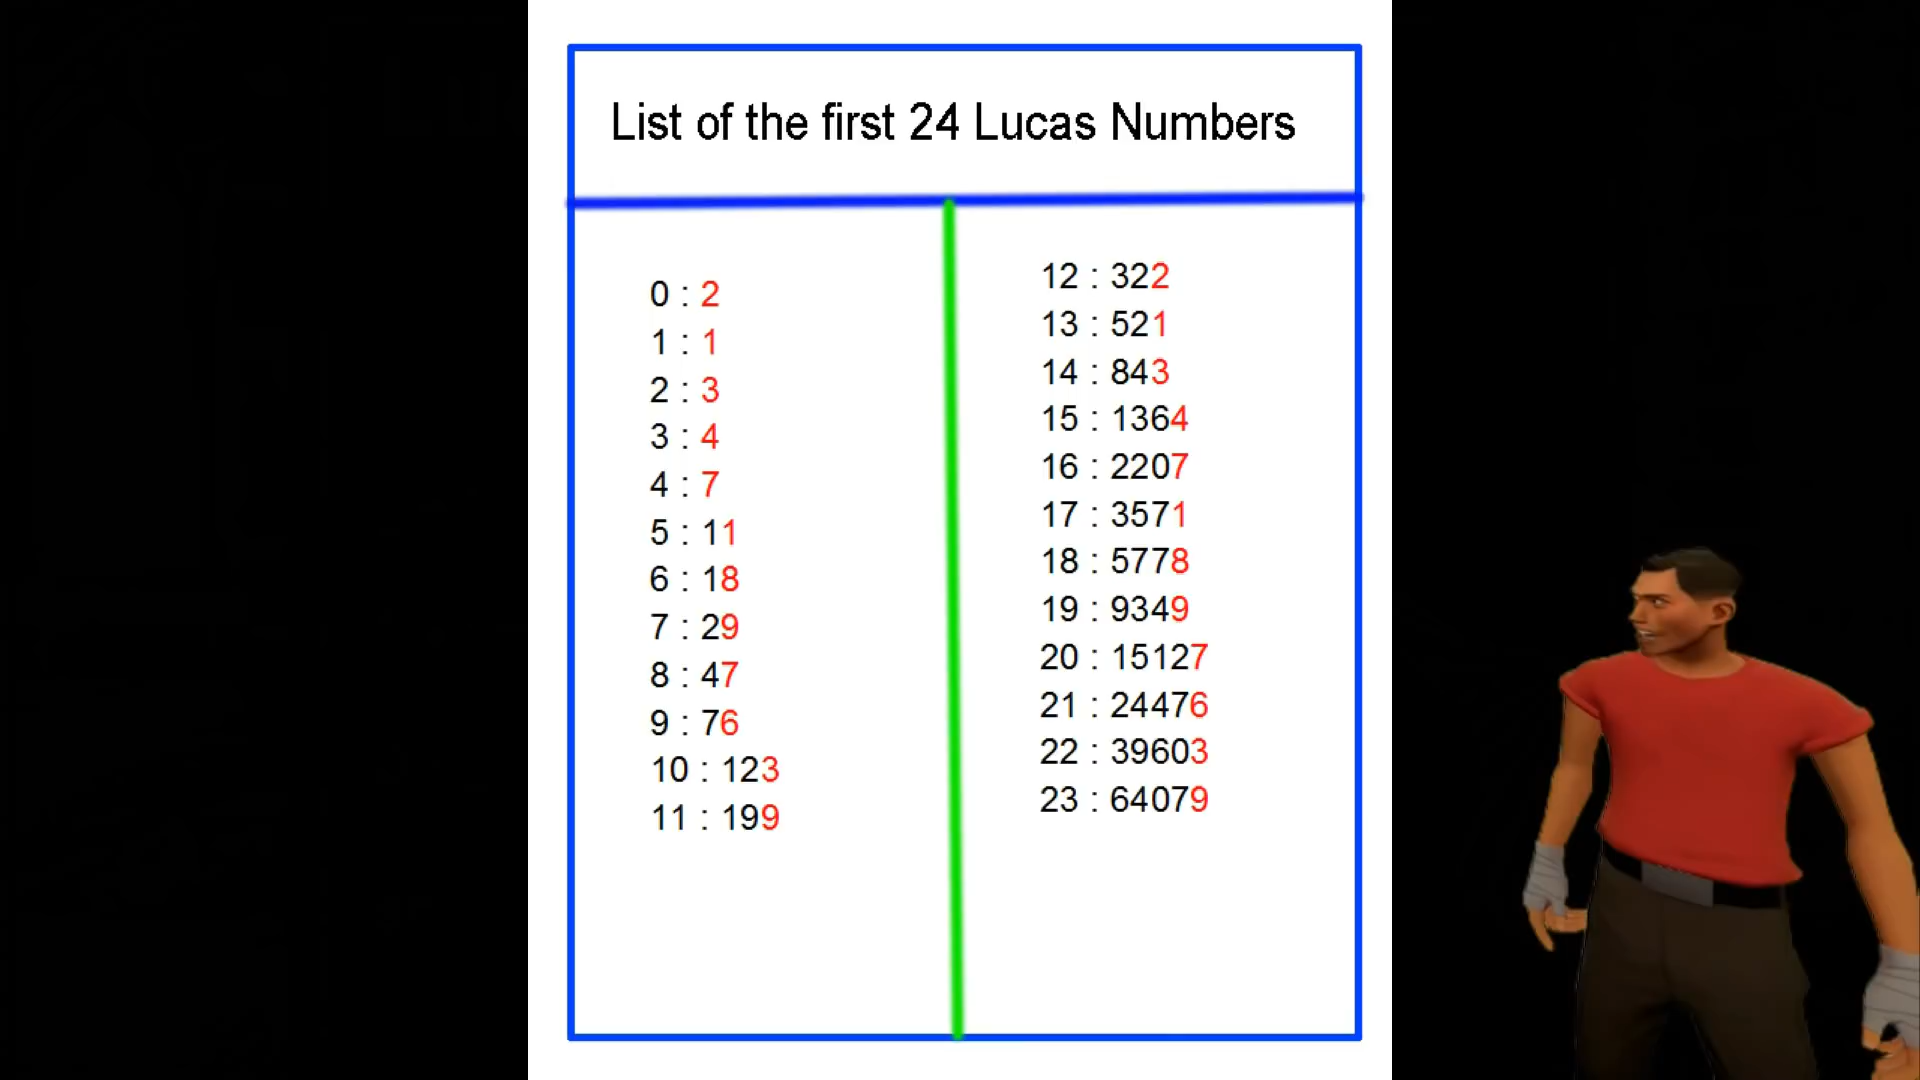 List of the first 24 Lucas Numbers
0 : 2
1 : 1
2 : 3
3 : 4
4 : 7
5 : 11
6 : 18
7 : 29
8 : 47
9 : 76
10 : 123
11 : 199
12 : 322
13 : 521
14 : 843
15 : 1364
16 : 2207
17 : 3571
18 : 5778
19 : 9349
20 : 15127
21 : 24476
22 : 39603
23 : 64079